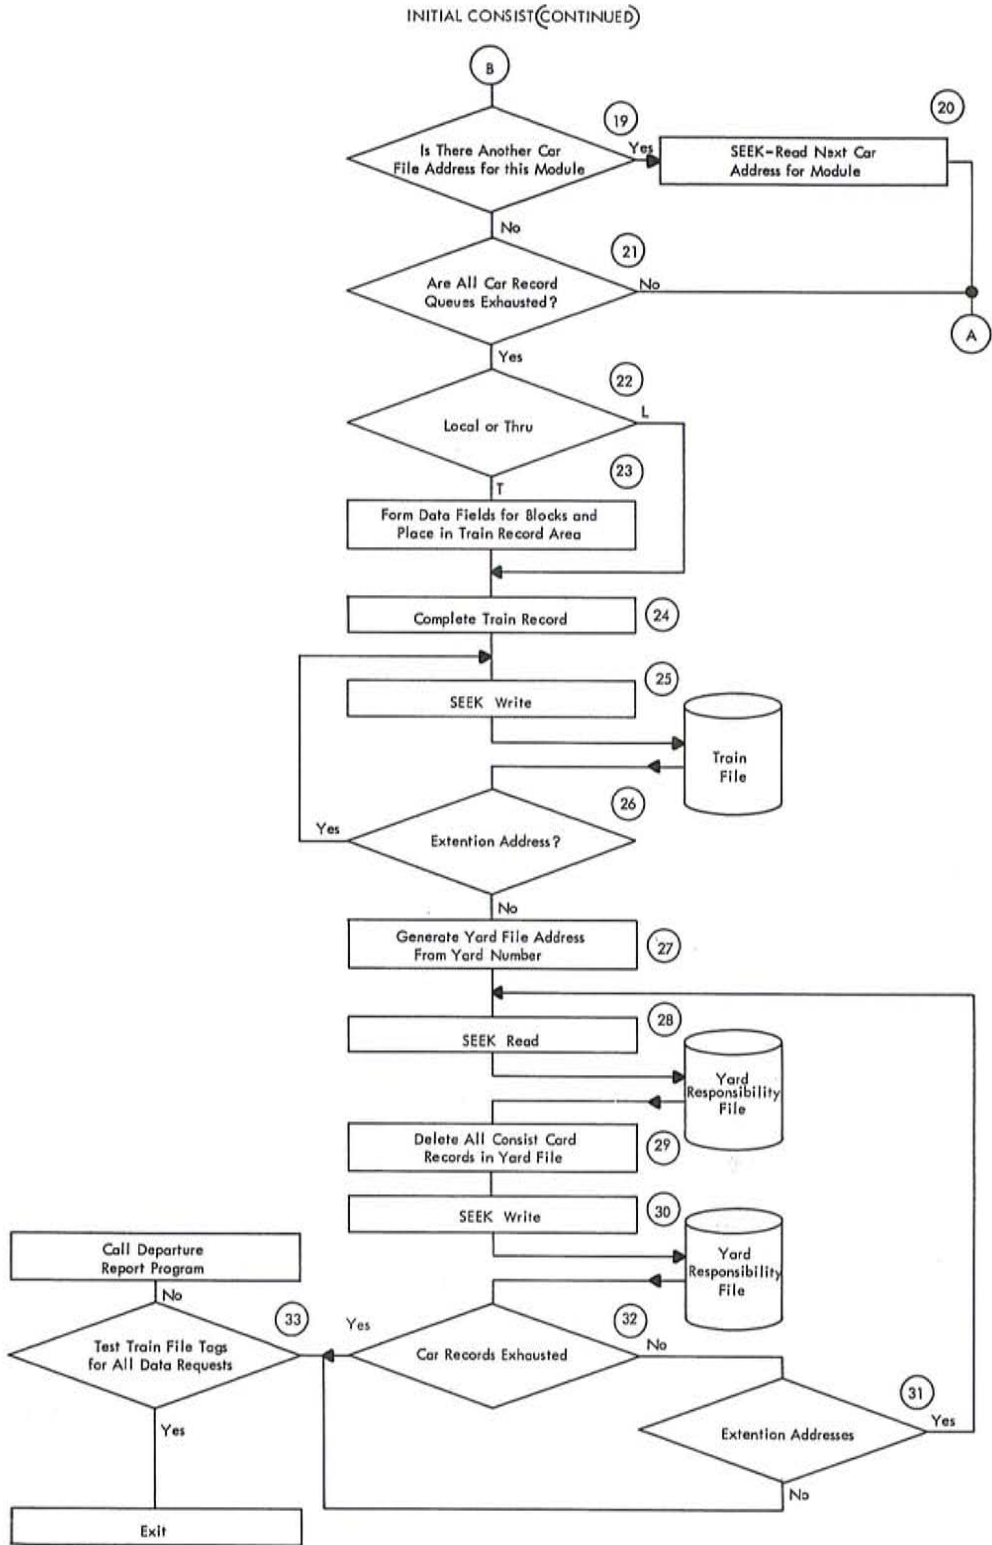 INITIAL CONSIST(CONTINUED)
B
19
20
Is There Another Car
File Address for this Module
Yes
SEEK-Read Next Car
Address for Module
No
21
Are All Car Record
Queues Exhausted?
No
A
Yes
22
Local or Thru
L
23
T
Form Data Fields for Blocks and
Place in Train Record Area
Complete Train Record
24
25
SEEK Write
Train
File
26
Yes
Extention Address?
No
Generate Yard File Address
From Yard Number
27
28
SEEK Read
Yard
Responsibility
File
Delete All Consist Card
Records in Yard File
29
SEEK Write
30
Yard
Responsibility
File
Call Departure
Report Program
No
33
Yes
32
Test Train File Tags
for All Data Requests
Car Records Exhausted
No
31
Yes
Extention Addresses
Yes
No
Exit